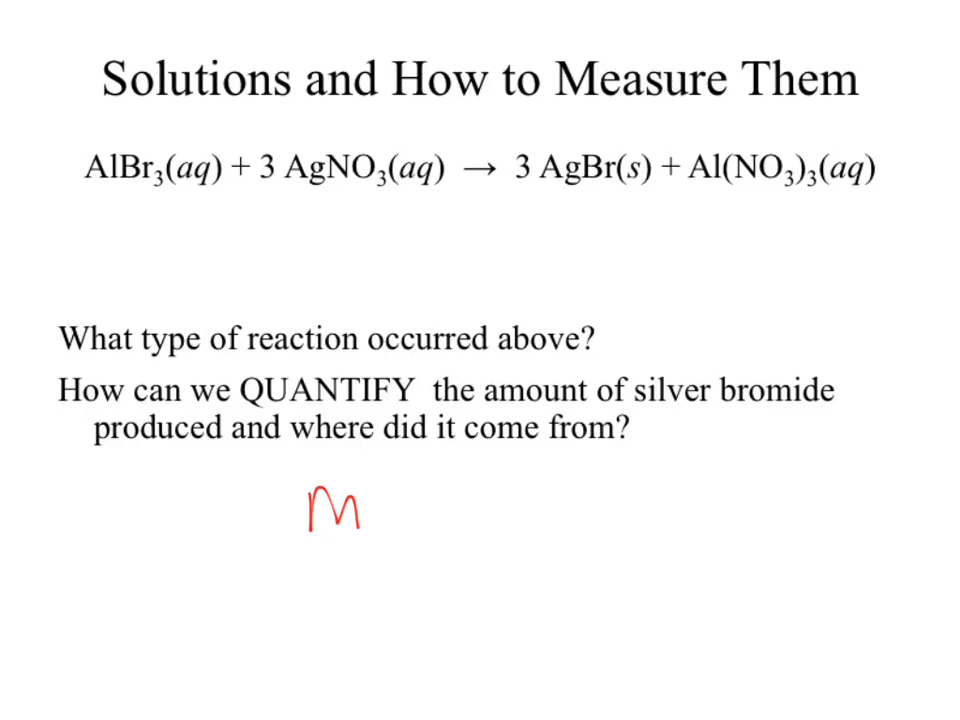 Solutions and How to Measure Them
AlBr₃(aq) + 3 AgNO₃(aq) → 3 AgBr(s) + Al(NO₃)₃(aq)
What type of reaction occurred above?
How can we QUANTIFY the amount of silver bromide
produced and where did it come from?
M